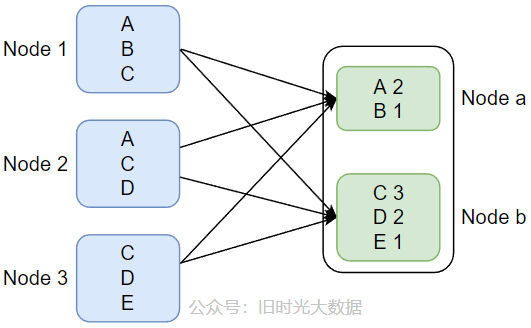 Node 1
A
B
C
Node 2
A
C
D
Node 3
C
D
E
A 2
B 1
Node a
C 3
D 2
E 1
Node b
公众号：旧时光大数据